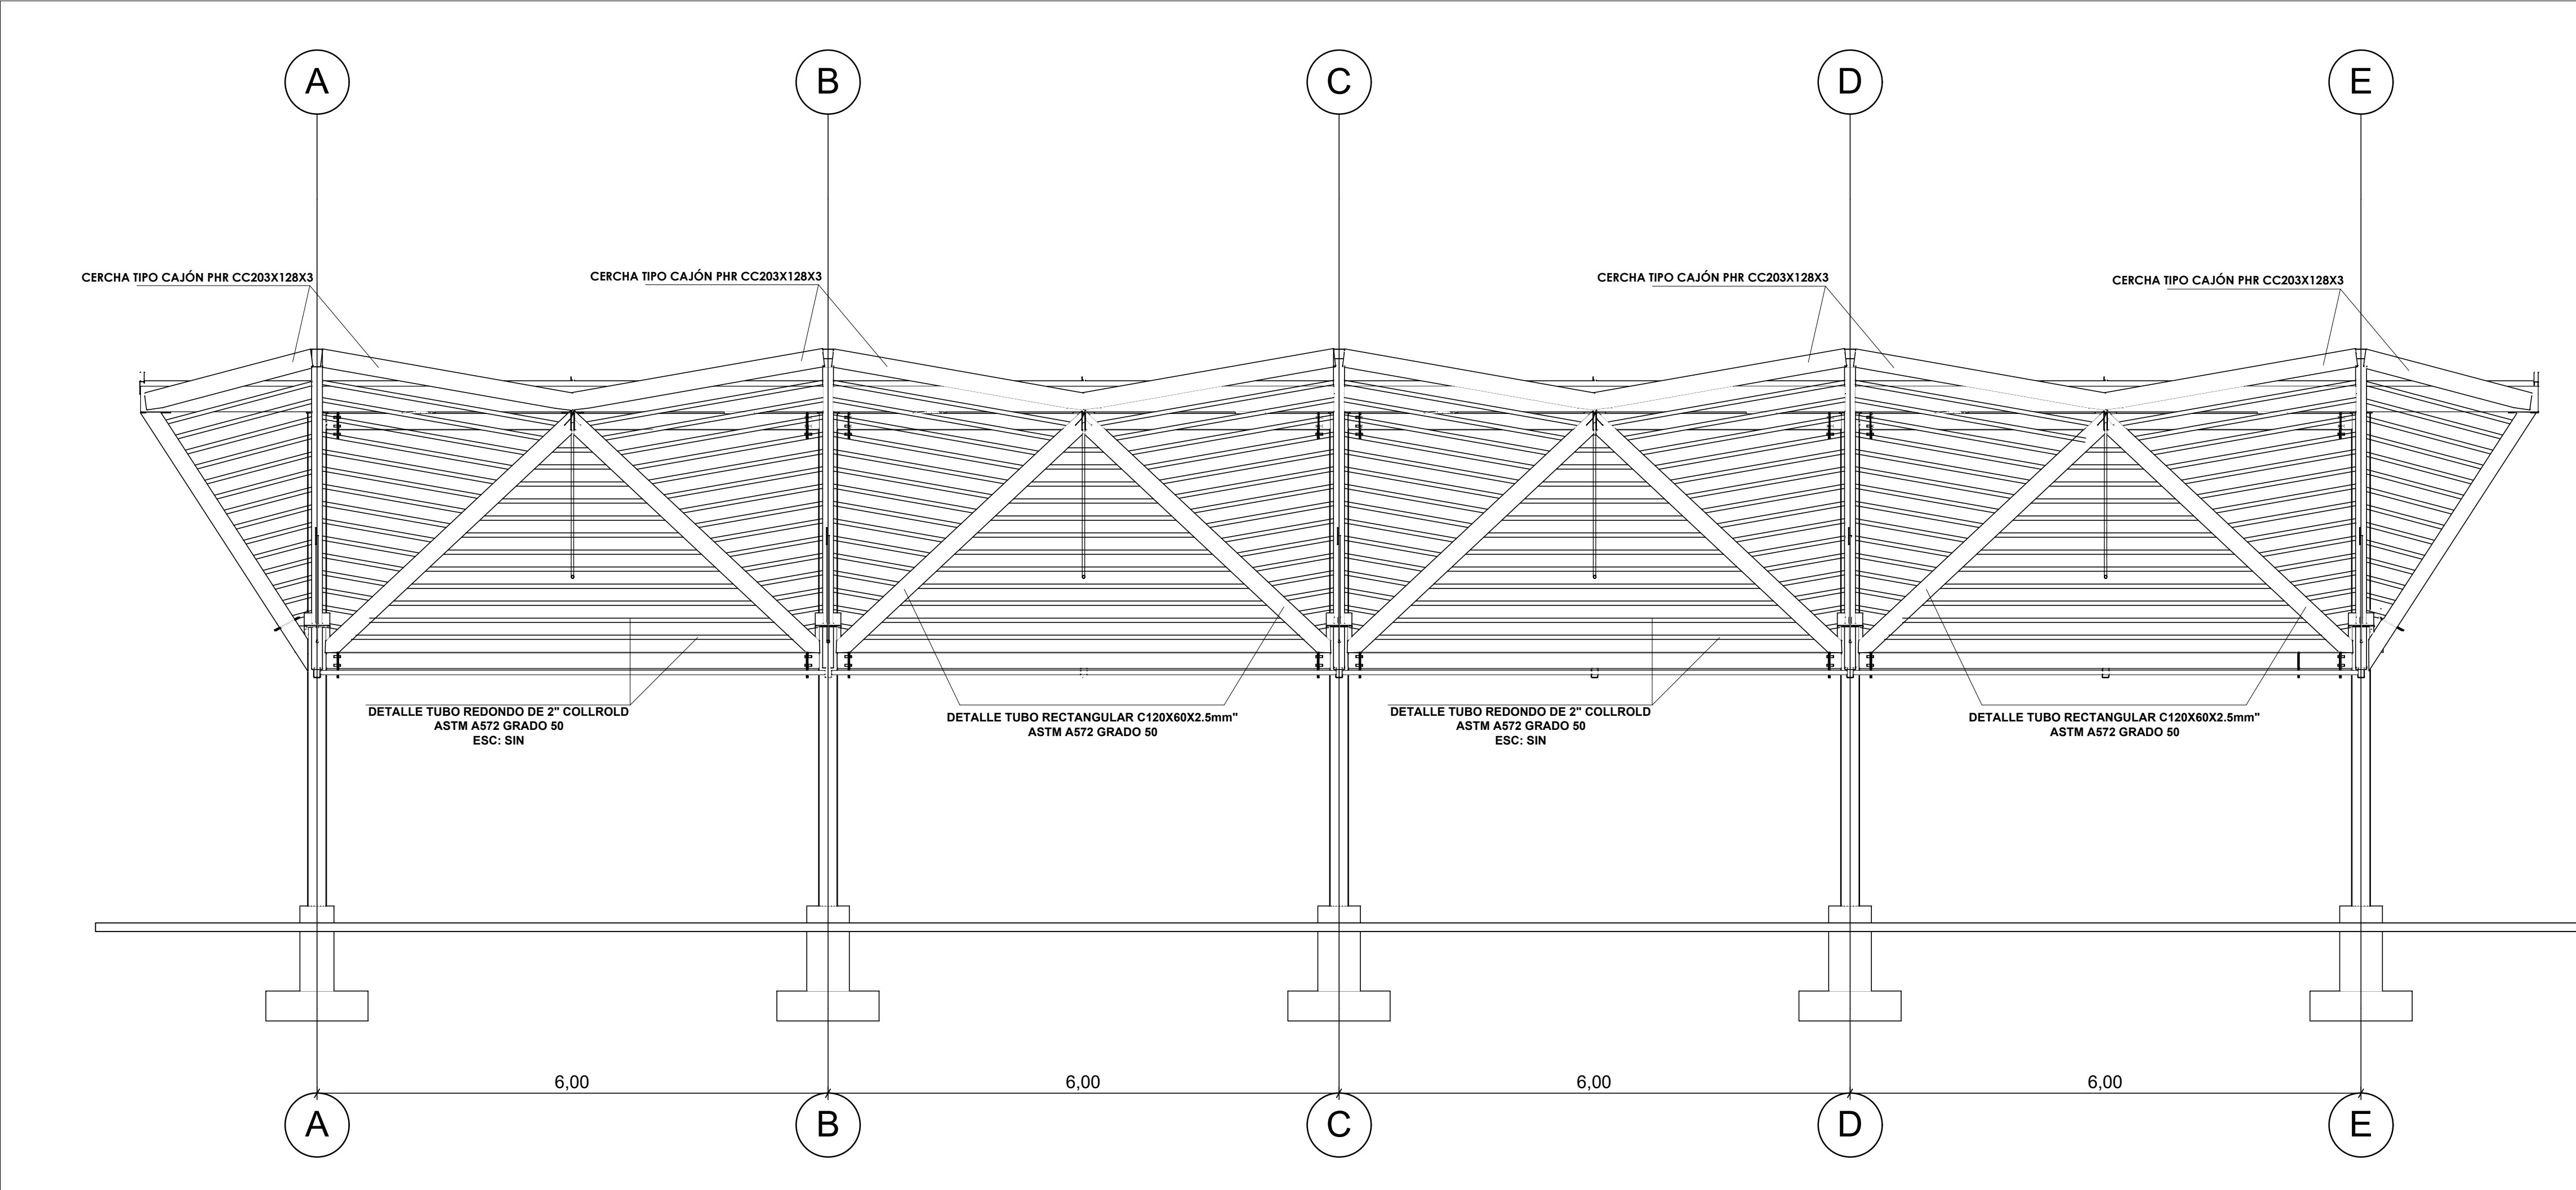 A
B
C
D
E
CERCHA TIPO CAJÓN PHR CC203X128X3
CERCHA TIPO CAJÓN PHR CC203X128X3
CERCHA TIPO CAJÓN PHR CC203X128X3
CERCHA TIPO CAJÓN PHR CC203X128X3
DETALLE TUBO REDONDO DE 2" COLLROLD
ASTM A572 GRADO 50
ESC: SIN
DETALLE TUBO RECTANGULAR C120X60X2.5mm"
ASTM A572 GRADO 50
DETALLE TUBO REDONDO DE 2" COLLROLD
ASTM A572 GRADO 50
ESC: SIN
DETALLE TUBO RECTANGULAR C120X60X2.5mm"
ASTM A572 GRADO 50
6,00
6,00
6,00
6,00
A
B
C
D
E